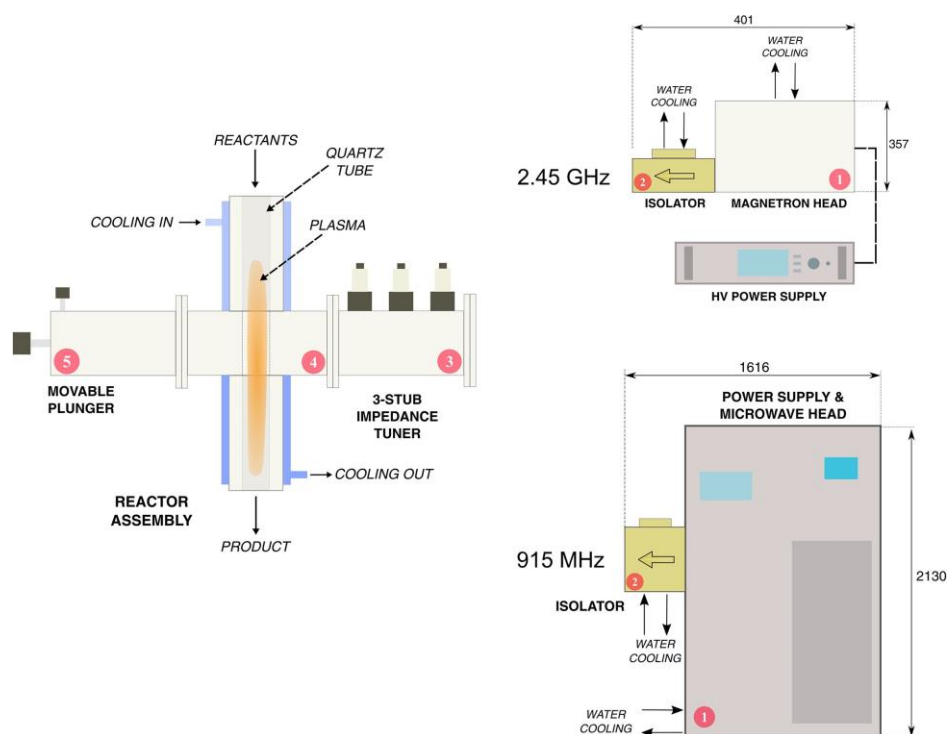 REACTANTS
QUARTZ
TUBE
COOLING IN
PLASMA
5
4
3
MOVABLE
PLUNGER
3-STUB
IMPEDANCE
TUNER
COOLING OUT
REACTOR
ASSEMBLY
PRODUCT
401
WATER
COOLING
WATER
COOLING
357
2.45 GHz
2
1
ISOLATOR
MAGNETRON HEAD
HV POWER SUPPLY
1616
POWER SUPPLY &
MICROWAVE HEAD
915 MHz
2
2130
ISOLATOR
WATER
COOLING
1
WATER
COOLING